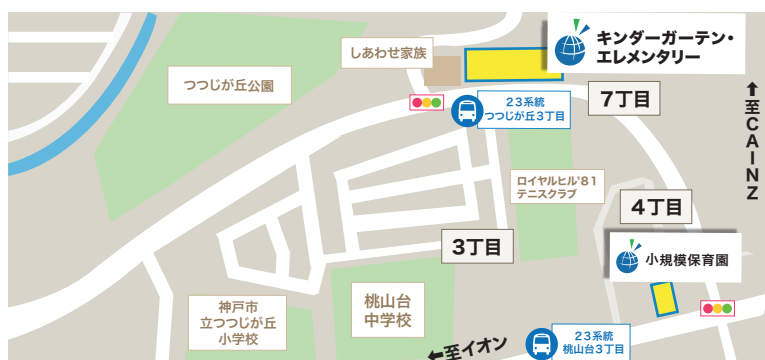 キンダーガーテン・
エレメンタリー
しあわせ家族
つつじが丘公園
23系統
つつじが丘3丁目
7丁目
↑至CAINZ
ロイヤルヒル'81
テニスクラブ
4丁目
3丁目
小規模保育園
神戸市
立つつじが丘
小学校
桃山台
中学校
←至イオン
23系統
桃山台3丁目